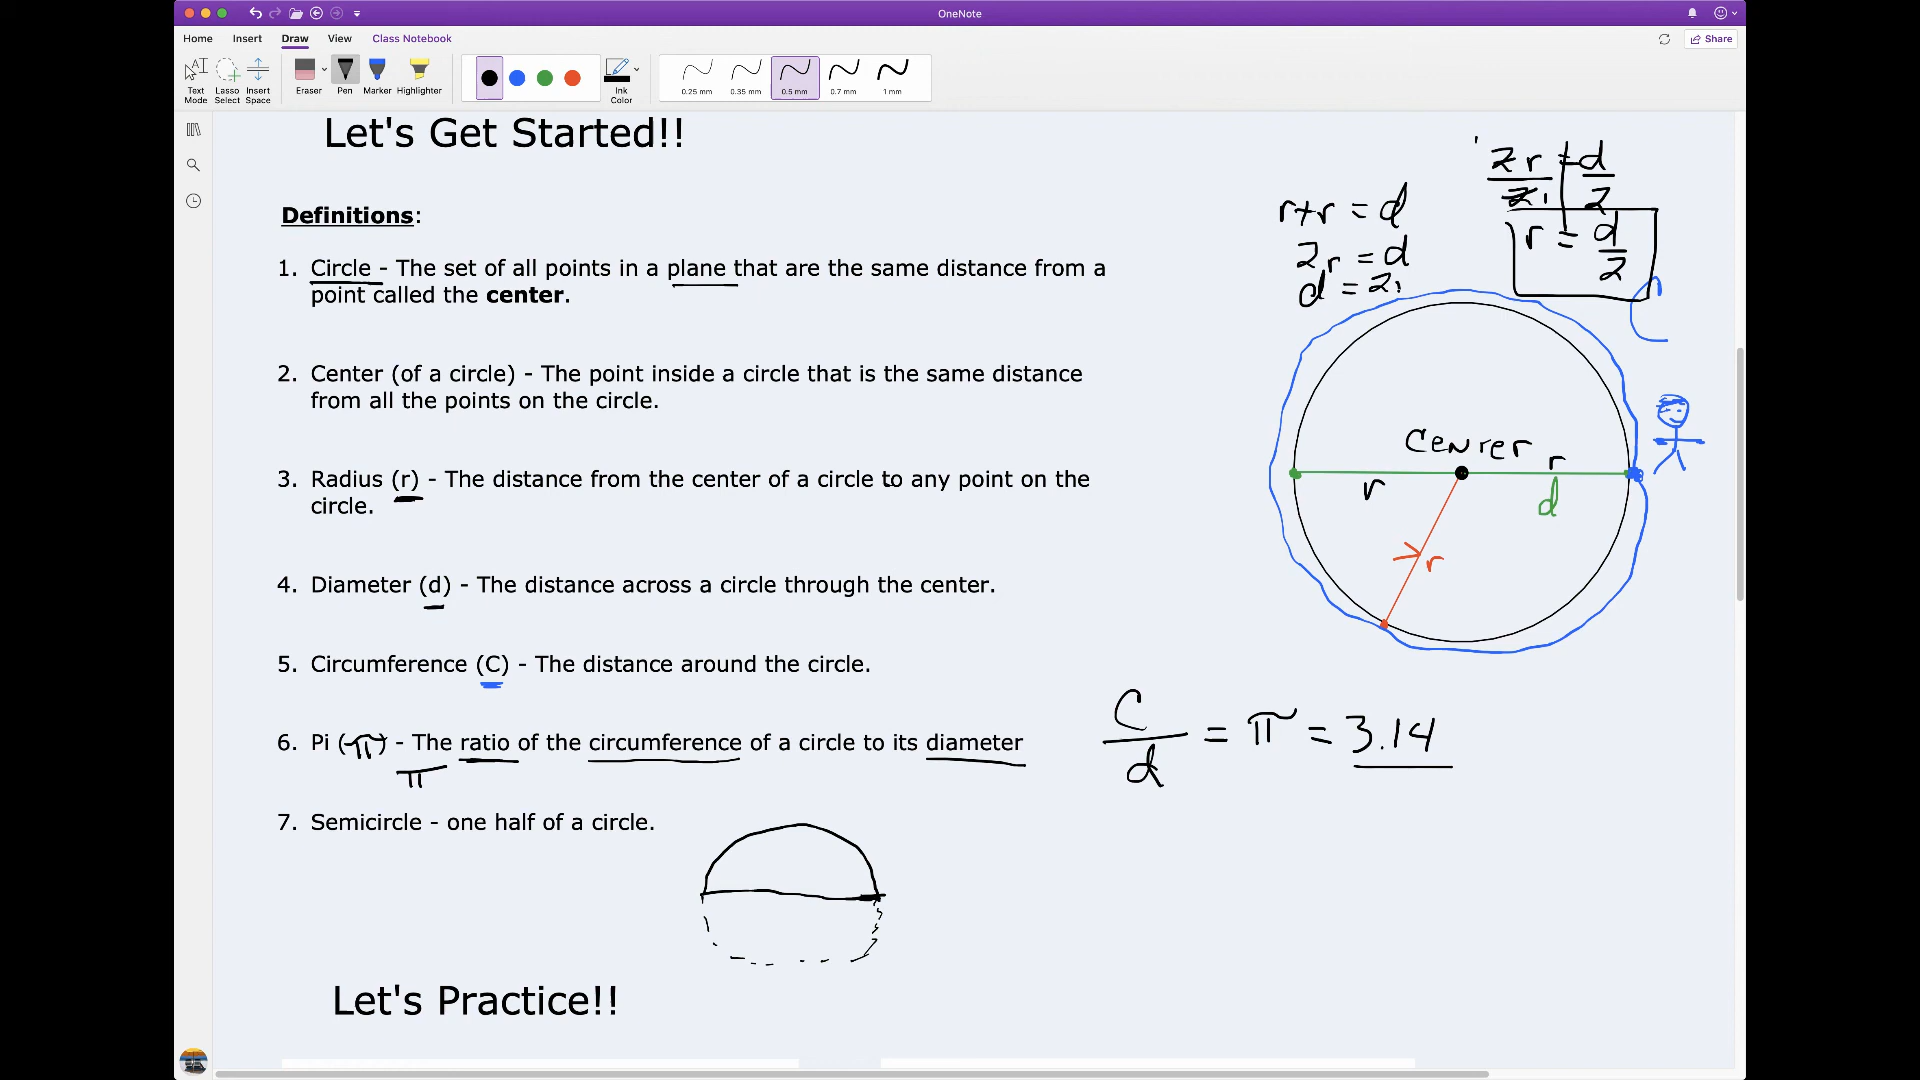 OneNote
Home Insert Draw View Class Notebook
Share
Text Mode
Lasso Select
Insert Space
Eraser
Pen
Marker
Highlighter
Ink Color
0.25 mm
0.35 mm
0.5 mm
0.7 mm
1 mm
Let's Get Started!!
Definitions:
1. Circle - The set of all points in a plane that are the same distance from a
point called the center.
2. Center (of a circle) - The point inside a circle that is the same distance
from all the points on the circle.
3. Radius (r) - The distance from the center of a circle to any point on the
circle.
4. Diameter (d) - The distance across a circle through the center.
5. Circumference (C) - The distance around the circle.
6. Pi (π) - The ratio of the circumference of a circle to its diameter
π
7. Semicircle - one half of a circle.
Let's Practice!!
r+r = d
2r = d
d = 2r
2r = d
2 1 2
r = d
2
C
Center
r
r
d
r
C
d
= π = 3.14